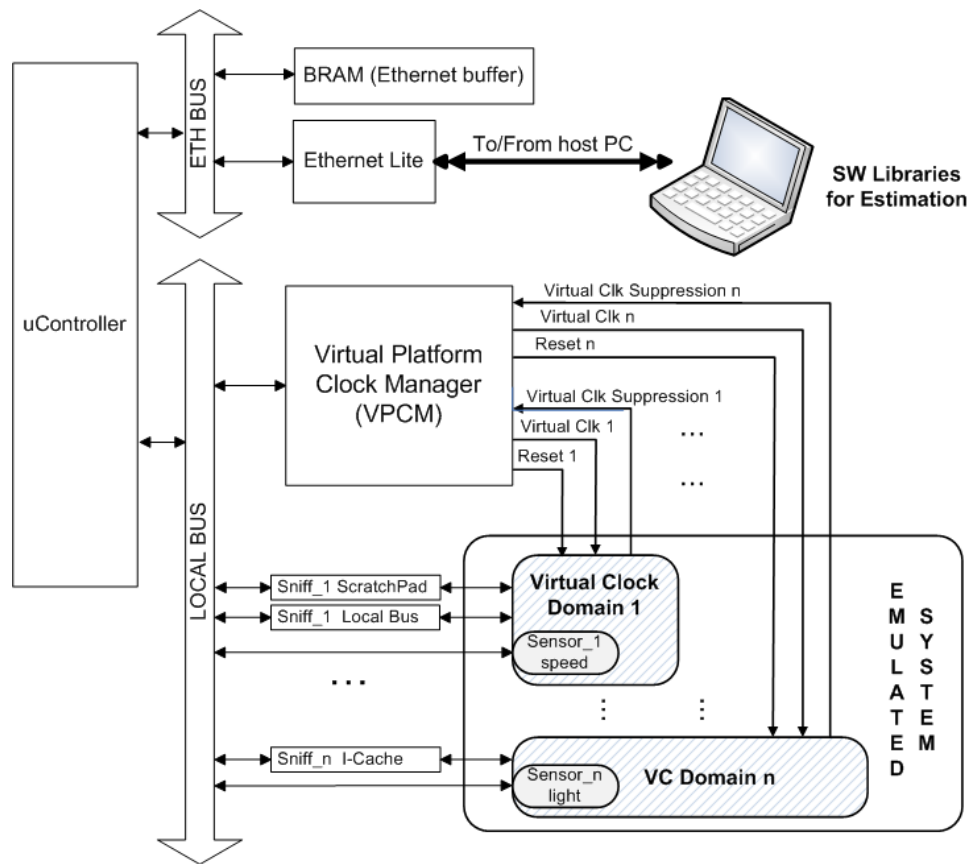 BRAM (Ethernet buffer)
ETH BUS
To/From host PC
Ethernet Lite
SW Libraries
for Estimation
uController
Virtual Platform
Clock Manager
(VPCM)
Virtual Clk Suppression n
Virtual Clk n
Reset n
Virtual Clk Suppression 1
Virtual Clk 1
Reset 1
...
...
LOCAL BUS
Sniff_1 ScratchPad
Sniff_1 Local Bus
Virtual Clock
Domain 1
Sensor_1
speed
...
...
...
Sniff_n I-Cache
VC Domain n
Sensor_n
light
EMULATED
SYSTEM